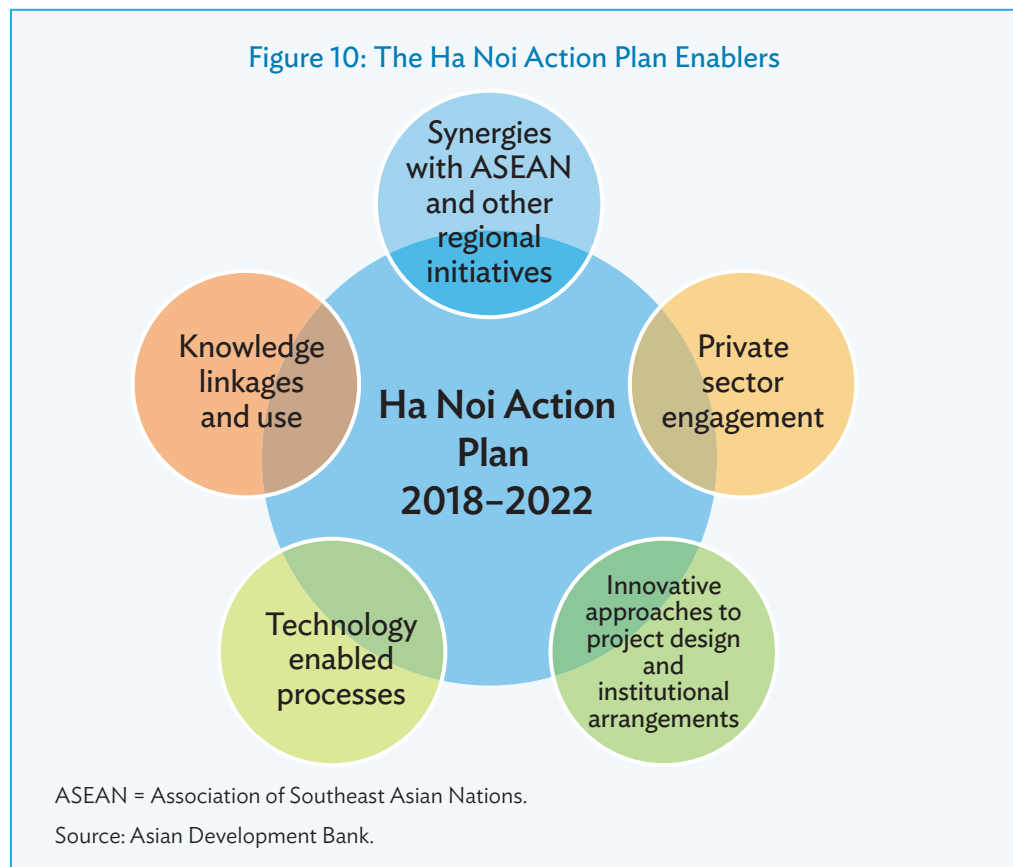 Figure 10: The Ha Noi Action Plan Enablers
Synergies
with ASEAN
and other
regional
initiatives
Knowledge
linkages
and use
Private
sector
engagement
Ha Noi Action
Plan
2018–2022
Technology
enabled
processes
Innovative
approaches to
project design
and
institutional
arrangements
ASEAN = Association of Southeast Asian Nations.
Source: Asian Development Bank.